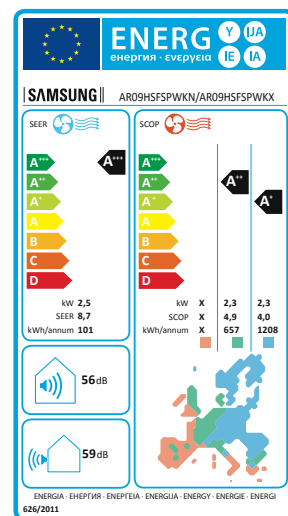 ENERG Y IJA
енергия · ενεργεια IE IA
SAMSUNG AR09HSFSPWKN/AR09HSFSPWKX
SEER SCOP
A+++ A+++ A+++
A++ A++ A++
A+ A+ A+
A A
B B
C C
D D
kW 2,5 kW X 2,3 2,3
SEER 8,7 SCOP X 4,9 4,0
kWh/annum 101 kWh/annum X 657 1208
56dB
59dB
ENERGIA · ЕНЕРГИЯ · ΕΝΕΡΓΕΙΑ · ENERGIJA · ENERGY · ENERGIE · ENERGI
626/2011